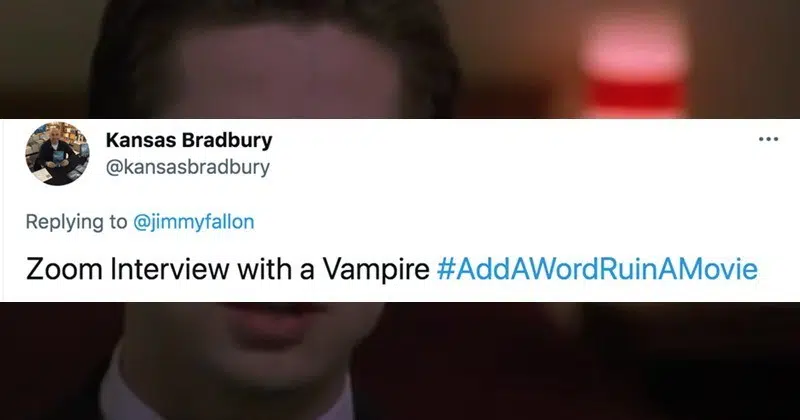 Kansas Bradbury
@kansasbradbury
Replying to @jimmyfallon
Zoom Interview with a Vampire #AddAWordRuinAMovie